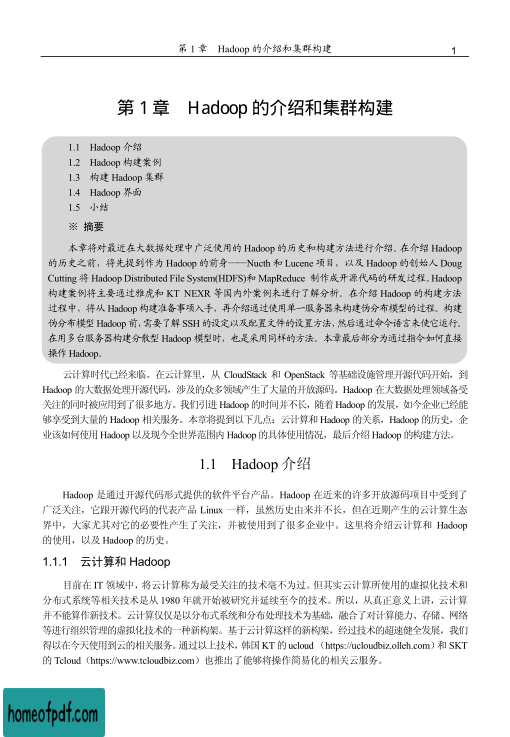 第 1 章 Hadoop 的介绍和集群构建 1
第 1 章 Hadoop 的介绍和集群构建
1.1 Hadoop 介绍
1.2 Hadoop 构建案例
1.3 构建 Hadoop 集群
1.4 Hadoop 界面
1.5 小结
※ 摘要
本章将对最近在大数据处理中广泛使用的 Hadoop 的历史和构建方法进行介绍。在介绍 Hadoop
的历史之前，将先提到作为 Hadoop 的前身——Nucth 和 Lucene 项目，以及 Hadoop 的创始人 Doug
Cutting 将 Hadoop Distributed File System(HDFS)和 MapReduce 制作成开源代码的研发过程。Hadoop
构建案例将主要通过雅虎和 KT NEXR 等国内外案例来进行了解分析。在介绍 Hadoop 的构建方法
过程中，将从 Hadoop 构建准备事项入手，再介绍通过使用单一服务器来构建伪分布模型的过程。构建
伪分布模型 Hadoop 前，需要了解 SSH 的设定以及配置文件的设置方法，然后通过命令语言来使它运行。
在用多台服务器构建分散型 Hadoop 模型时，也是采用同样的方法。本章最后部分为通过指令如何直接
操作 Hadoop。
云计算时代已经来临。在云计算里，从 CloudStack 和 OpenStack 等基础设施管理开源代码开始，到
Hadoop 的大数据处理开源代码，涉及的众多领域产生了大量的开放源码。Hadoop 在大数据处理领域备受
关注的同时被应用到了很多地方。我们引进 Hadoop 的时间并不长，随着 Hadoop 的发展，如今企业已经能
够享受到大量的 Hadoop 相关服务。本章将提到以下几点：云计算和 Hadoop 的关系，Hadoop 的历史，企
业该如何使用 Hadoop 以及现今全世界范围内 Hadoop 的具体使用情况，最后介绍 Hadoop 的构建方法。
1.1 Hadoop 介绍
Hadoop 是通过开源代码形式提供的软件平台产品。Hadoop 在近来的许多开放源码项目中受到了
广泛关注，它跟开源代码的代表产品 Linux 一样，虽然历史由来并不长，但在近期产生的云计算生态
界中，大家尤其对它的必要性产生了关注，并被使用到了很多企业中。这里将介绍云计算和 Hadoop
的使用，以及 Hadoop 的历史。
1.1.1 云计算和 Hadoop
目前在 IT 领域中，将云计算称为最受关注的技术毫不为过。但其实云计算所使用的虚拟化技术和
分布式系统等相关技术是从 1980 年就开始被研究并延续至今的技术。所以，从真正意义上讲，云计算
并不能算作新技术。云计算仅仅是以分布式系统和分布处理技术为基础，融合了对计算能力、存储、网络
等进行组织管理的虚拟化技术的一种新构架。基于云计算这样的新构架，经过技术的超速健全发展，我们
得以在今天使用到云的相关服务。通过以上技术，韩国 KT 的 ucloud （https://ucloudbiz.olleh.com）和 SKT
的 Tcloud（https://www.tcloudbiz.com）也推出了能够将操作简易化的相关云服务。
homeofpdf.com